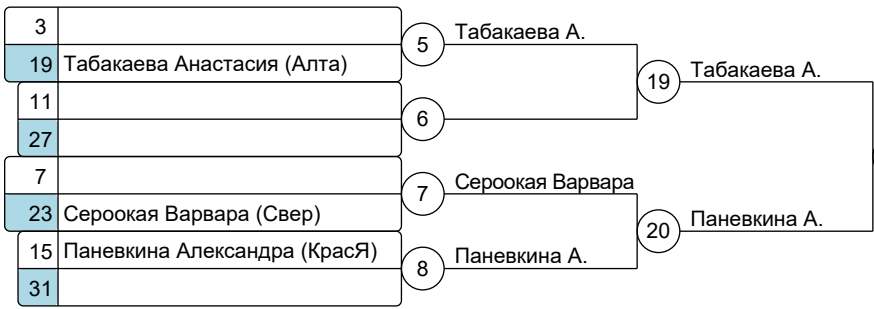 3
19 Табакаева Анастасия (Алта)
11
27
7
23 Сероокая Варвара (Свер)
15 Паневкина Александра (КрасЯ)
31
5 Табакаева А.
6
7 Сероокая Варвара
8 Паневкина А.
19 Табакаева А.
20 Паневкина А.